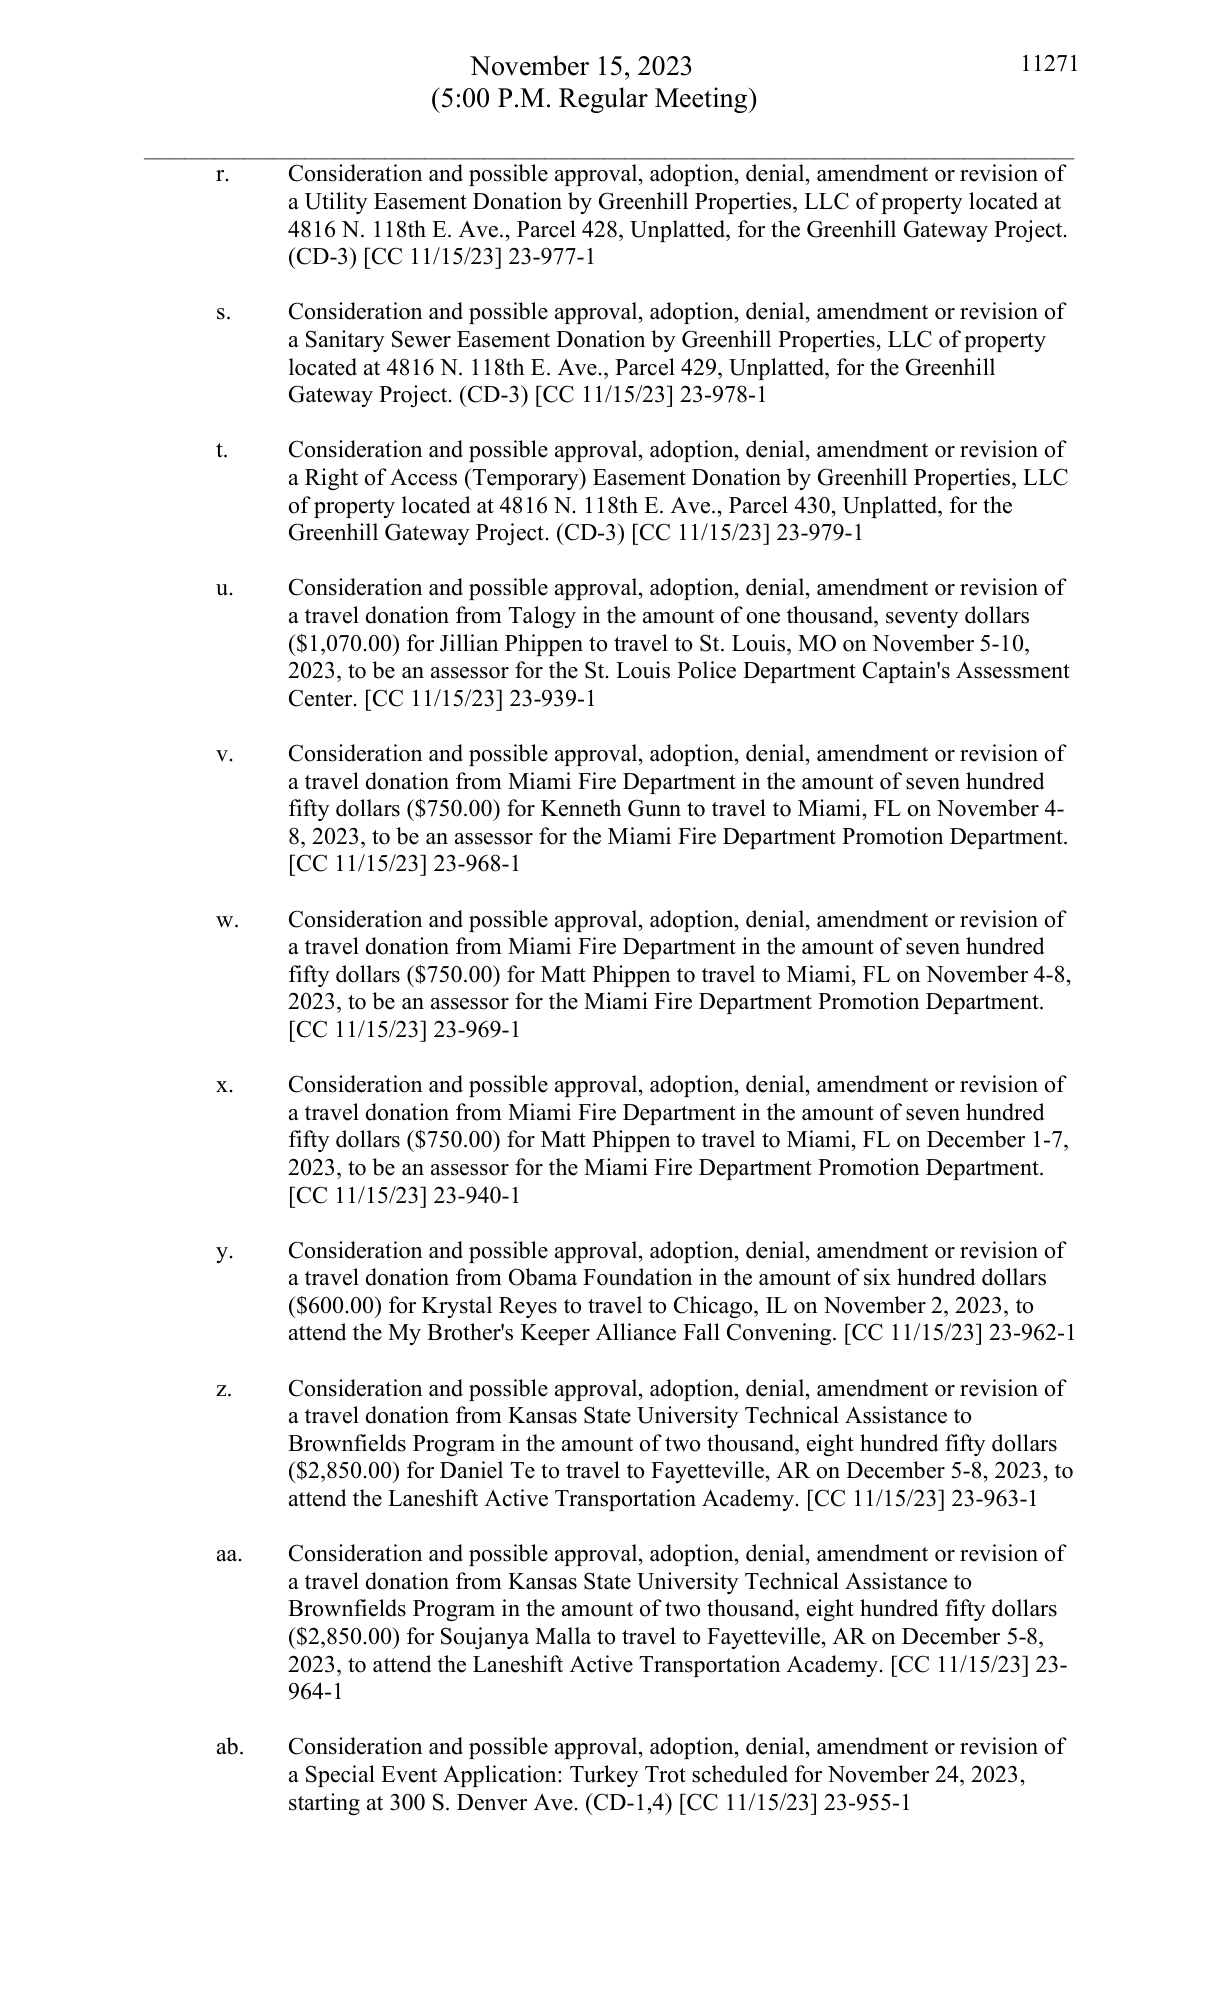 November 15, 2023
11271
(5:00 P.M. Regular Meeting)
r. Consideration and possible approval, adoption, denial, amendment or revision of
a Utility Easement Donation by Greenhill Properties, LLC of property located at
4816 N. 118th E. Ave., Parcel 428, Unplatted, for the Greenhill Gateway Project.
(CD-3) [CC 11/15/23] 23-977-1
s. Consideration and possible approval, adoption, denial, amendment or revision of
a Sanitary Sewer Easement Donation by Greenhill Properties, LLC of property
located at 4816 N. 118th E. Ave., Parcel 429, Unplatted, for the Greenhill
Gateway Project. (CD-3) [CC 11/15/23] 23-978-1
t. Consideration and possible approval, adoption, denial, amendment or revision of
a Right of Access (Temporary) Easement Donation by Greenhill Properties, LLC
of property located at 4816 N. 118th E. Ave., Parcel 430, Unplatted, for the
Greenhill Gateway Project. (CD-3) [CC 11/15/23] 23-979-1
u. Consideration and possible approval, adoption, denial, amendment or revision of
a travel donation from Talogy in the amount of one thousand, seventy dollars
($1,070.00) for Jillian Phippen to travel to St. Louis, MO on November 5-10,
2023, to be an assessor for the St. Louis Police Department Captain's Assessment
Center. [CC 11/15/23] 23-939-1
v. Consideration and possible approval, adoption, denial, amendment or revision of
a travel donation from Miami Fire Department in the amount of seven hundred
fifty dollars ($750.00) for Kenneth Gunn to travel to Miami, FL on November 4-
8, 2023, to be an assessor for the Miami Fire Department Promotion Department.
[CC 11/15/23] 23-968-1
w. Consideration and possible approval, adoption, denial, amendment or revision of
a travel donation from Miami Fire Department in the amount of seven hundred
fifty dollars ($750.00) for Matt Phippen to travel to Miami, FL on November 4-8,
2023, to be an assessor for the Miami Fire Department Promotion Department.
[CC 11/15/23] 23-969-1
x. Consideration and possible approval, adoption, denial, amendment or revision of
a travel donation from Miami Fire Department in the amount of seven hundred
fifty dollars ($750.00) for Matt Phippen to travel to Miami, FL on December 1-7,
2023, to be an assessor for the Miami Fire Department Promotion Department.
[CC 11/15/23] 23-940-1
y. Consideration and possible approval, adoption, denial, amendment or revision of
a travel donation from Obama Foundation in the amount of six hundred dollars
($600.00) for Krystal Reyes to travel to Chicago, IL on November 2, 2023, to
attend the My Brother's Keeper Alliance Fall Convening. [CC 11/15/23] 23-962-1
z. Consideration and possible approval, adoption, denial, amendment or revision of
a travel donation from Kansas State University Technical Assistance to
Brownfields Program in the amount of two thousand, eight hundred fifty dollars
($2,850.00) for Daniel Te to travel to Fayetteville, AR on December 5-8, 2023, to
attend the Laneshift Active Transportation Academy. [CC 11/15/23] 23-963-1
aa. Consideration and possible approval, adoption, denial, amendment or revision of
a travel donation from Kansas State University Technical Assistance to
Brownfields Program in the amount of two thousand, eight hundred fifty dollars
($2,850.00) for Soujanya Malla to travel to Fayetteville, AR on December 5-8,
2023, to attend the Laneshift Active Transportation Academy. [CC 11/15/23] 23-
964-1
ab. Consideration and possible approval, adoption, denial, amendment or revision of
a Special Event Application: Turkey Trot scheduled for November 24, 2023,
starting at 300 S. Denver Ave. (CD-1,4) [CC 11/15/23] 23-955-1